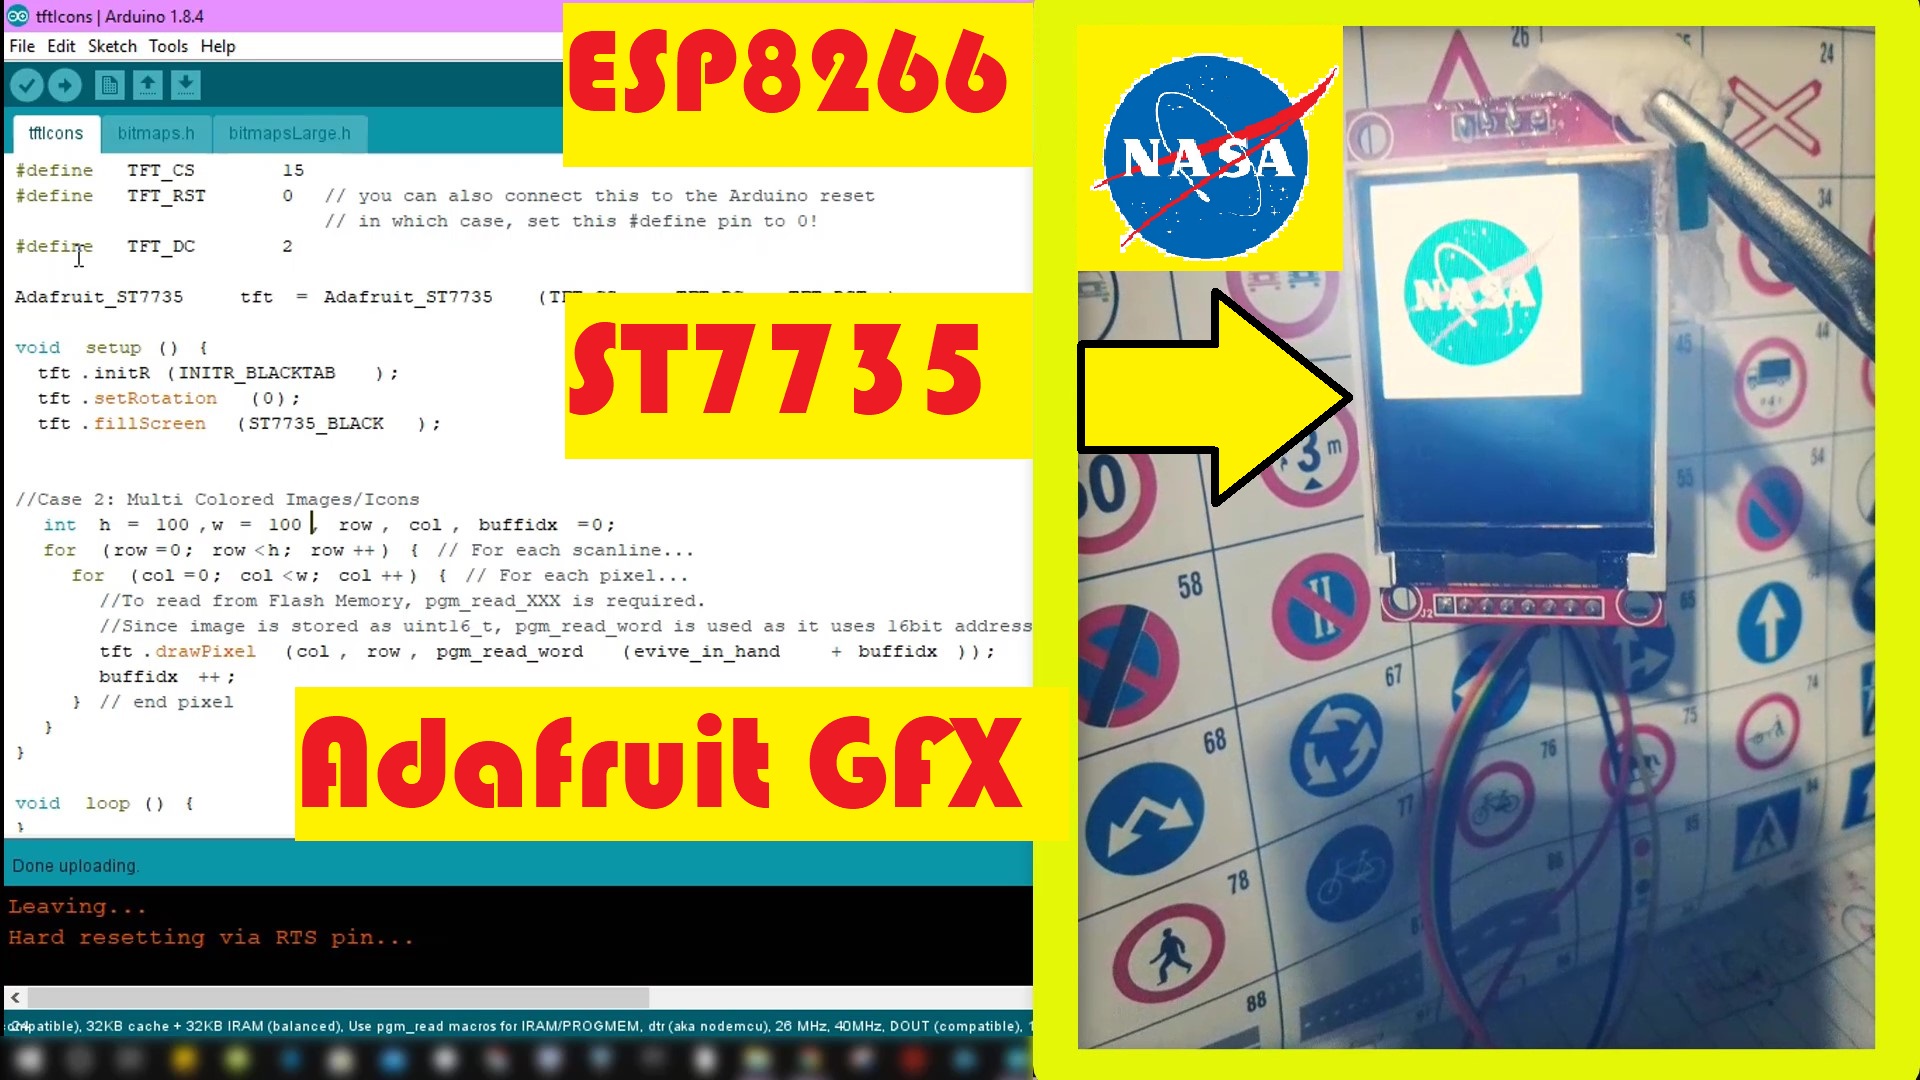 tftIcons | Arduino 1.8.4
File Edit Sketch Tools Help
tftIcons bitmaps.h bitmapsLarge.h
#define TFT_CS 15
#define TFT_RST 0 // you can also connect this to the Arduino reset
// in which case, set this #define pin to 0!
#define TFT_DC 2
Adafruit_ST7735 tft = Adafruit_ST7735
void setup () {
tft .initR (INITR_BLACKTAB );
tft .setRotation (0);
tft .fillScreen (ST7735_BLACK );
//Case 2: Multi Colored Images/Icons
int h = 100 ,w = 100 , row , col , buffidx =0;
for (row =0; row <h; row ++) { // For each scanline...
for (col =0; col <w; col ++) { // For each pixel...
//To read from Flash Memory, pgm_read_XXX is required.
//Since image is stored as uint16_t, pgm_read_word is used as it uses 16bit address
tft .drawPixel (col , row , pgm_read_word (evive_in_hand + buffidx ));
buffidx ++;
} // end pixel
}
}
void loop () {
}
Done uploading.
Leaving...
Hard resetting via RTS pin...
32KB cache + 32KB IRAM (balanced), Use pgm_read macros for IRAM/PROGMEM, dtr (aka nodemcu), 26 MHz, 40MHz, DOUT (compatible),
ESP8266
ST7735
Adafruit GFX
NASA
NASA
26
24
34
45
44
3 m
55
54
58
65
67
68
75
74
76
77
78
85
86
88
J2